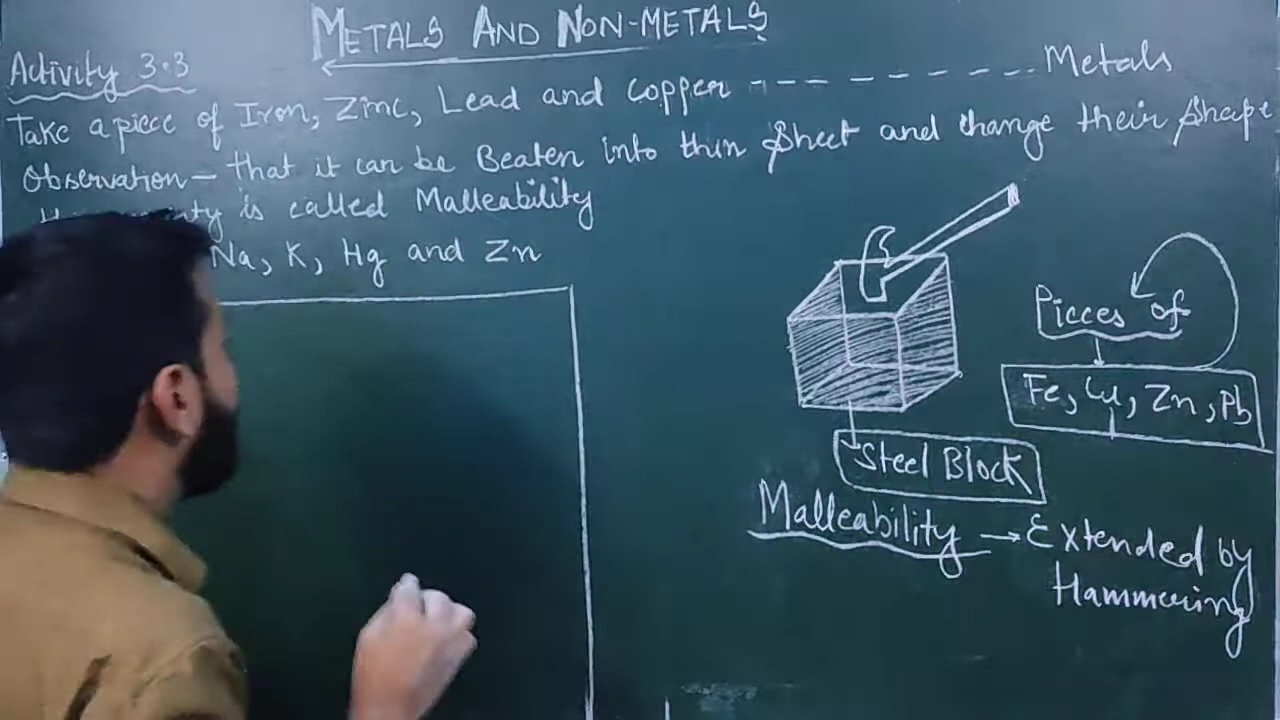 METALS AND NON-METALS
Activity 3.3
Take a piece of Iron, Zinc, Lead and copper ---------- Metals
Observation - that it can be Beaten into thin Sheet and change their shape
is called Malleability
Na, K, Hg and Zn
Pieces of
Fe, Cu, Zn, Pb
Steel Block
Malleability → Extended by
Hammering